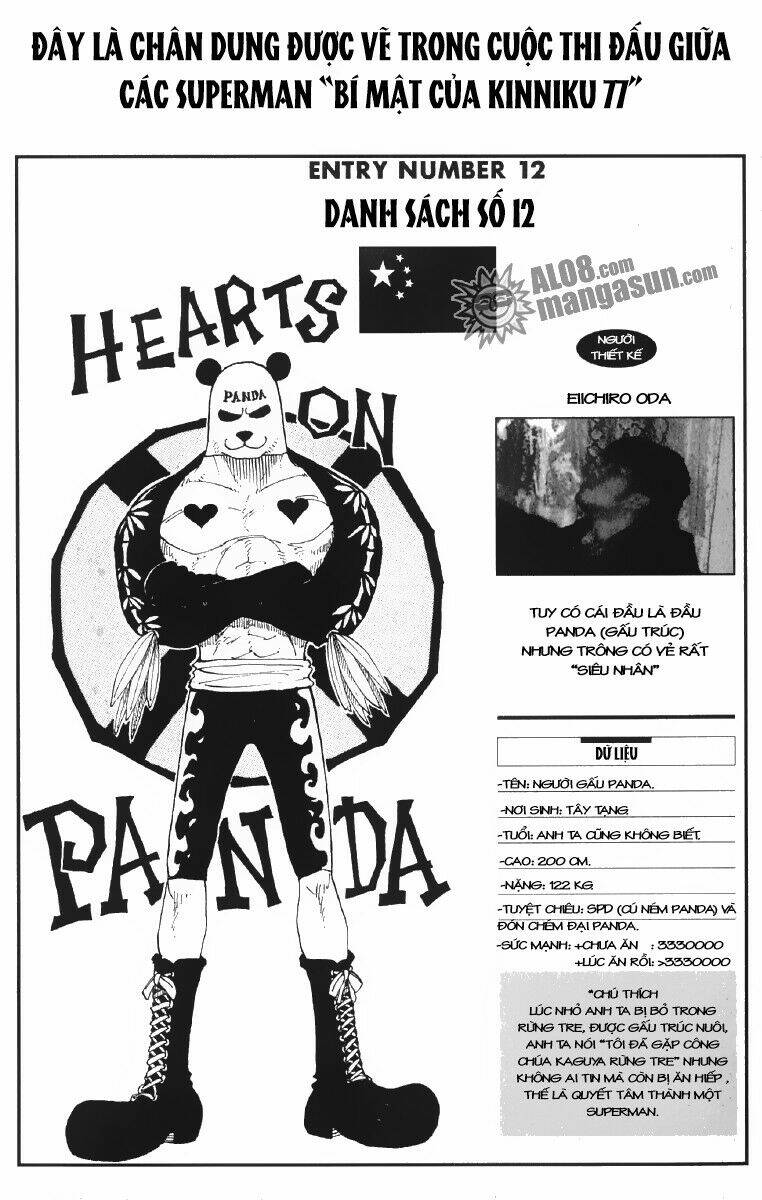 ĐÂY LÀ CHÂN DUNG ĐƯỢC VẼ TRONG CUỘC THI ĐẤU GIỮA
CÁC SUPERMAN "BÍ MẬT CỦA KINNIKU 77"
ENTRY NUMBER 12
DANH SÁCH SỐ 12
AL08.com
mangasun.com
HEARTS
ON
PANDA
PANDA
NGƯỜI
THIẾT KẾ
EIICHIRO ODA
TUY CÓ CÁI ĐẦU LÀ ĐẦU
PANDA (GẤU TRÚC)
NHƯNG TRÔNG CÓ VẺ RẤT
"SIÊU NHÂN"
DỮ LIỆU
-TÊN: NGƯỜI GẤU PANDA.
-NƠI SINH: TÂY TẠNG
-TUỔI: ANH TA CŨNG KHÔNG BIẾT.
-CAO: 200 CM.
-NẶNG: 122 KG
-TUYỆT CHIÊU: SPD (CÚ NÉM PANDA) VÀ
ĐÓN CHÉM ĐẠI PANDA.
-SỨC MẠNH: +CHƯA ĂN : 3330000
+LÚC ĂN RỒI: >3330000
"CHÚ THÍCH
LÚC NHỎ ANH TA BỊ BỎ TRONG
RỪNG TRE, ĐƯỢC GẤU TRÚC NUÔI,
ANH TA NÓI "TÔI ĐÃ GẶP CÔNG
CHÚA KAGUYA RỪNG TRE" NHƯNG
KHÔNG AI TIN MÀ CÒN BỊ ĂN HIẾP ,
THẾ LÀ QUYẾT TÂM THÀNH MỘT
SUPERMAN.